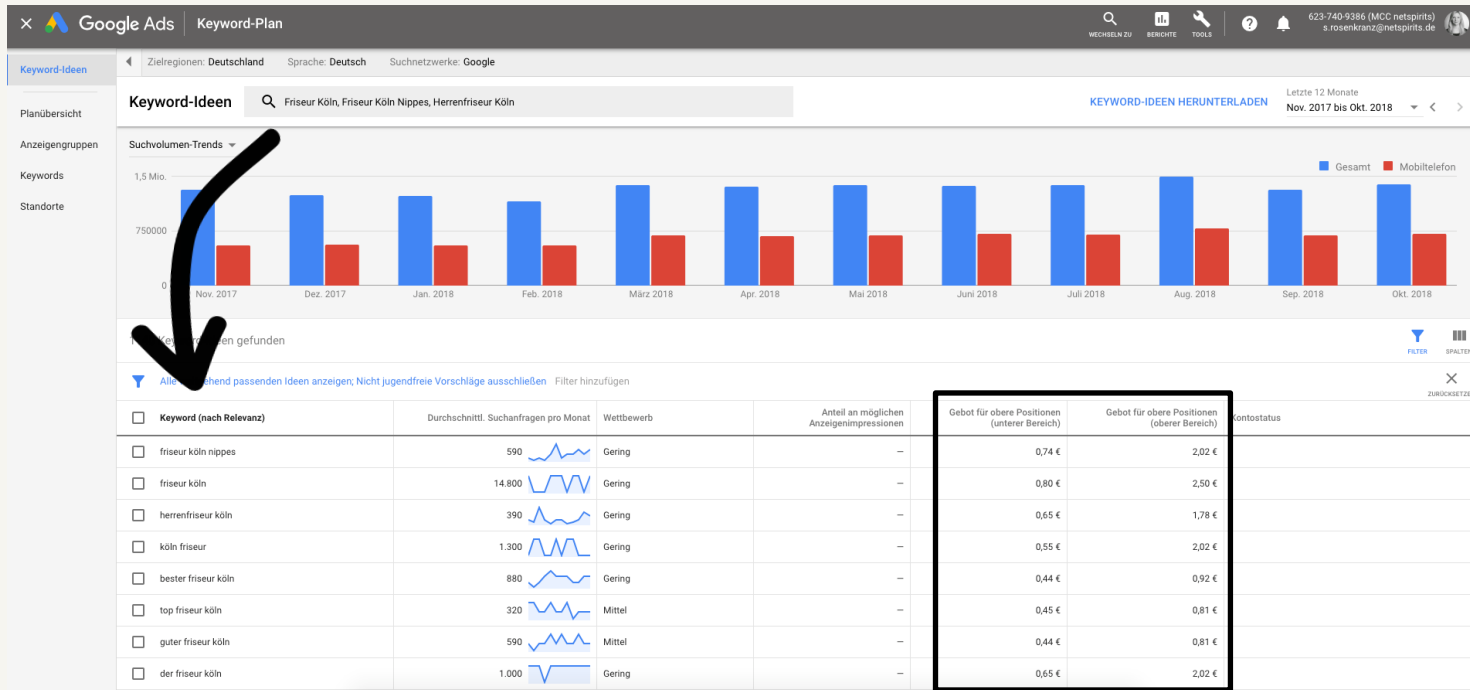 Google Ads Keyword-Plan
WECHSELN ZU BERICHTE TOOLS
623-740-9386 (MCC netspirits)
s.rosenkranz@netspirits.de
Keyword-Ideen
Planübersicht
Anzeigengruppen
Keywords
Standorte
Zielregionen: Deutschland Sprache: Deutsch Suchnetzwerke: Google
Keyword-Ideen Friseur Köln, Friseur Köln Nippes, Herrenfriseur Köln
KEYWORD-IDEEN HERUNTERLADEN
Letzte 12 Monate
Nov. 2017 bis Okt. 2018
Suchvolumen-Trends
Gesamt Mobiltelefon
1,5 Mio.
750000
0
Nov. 2017 Dez. 2017 Jan. 2018 Feb. 2018 März 2018 Apr. 2018 Mai 2018 Juni 2018 Juli 2018 Aug. 2018 Sep. 2018 Okt. 2018
gefunden
FILTER SPALTEN
Alle passenden Ideen anzeigen; Nicht jugendfreie Vorschläge ausschließen Filter hinzufügen
ZURÜCKSETZE
Keyword (nach Relevanz) Durchschnittl. Suchanfragen pro Monat Wettbewerb Anteil an möglichen Anzeigenimpressionen Gebot für obere Positionen (unterer Bereich) Gebot für obere Positionen (oberer Bereich) Kontostatus
friseur köln nippes 590 Gering – 0,74 € 2,02 €
friseur köln 14.800 Gering – 0,80 € 2,50 €
herrenfriseur köln 390 Gering – 0,65 € 1,78 €
köln friseur 1.300 Gering – 0,55 € 2,02 €
bester friseur köln 880 Gering – 0,44 € 0,92 €
top friseur köln 320 Mittel – 0,45 € 0,81 €
guter friseur köln 590 Mittel – 0,44 € 0,81 €
der friseur köln 1.000 Gering – 0,65 € 2,02 €